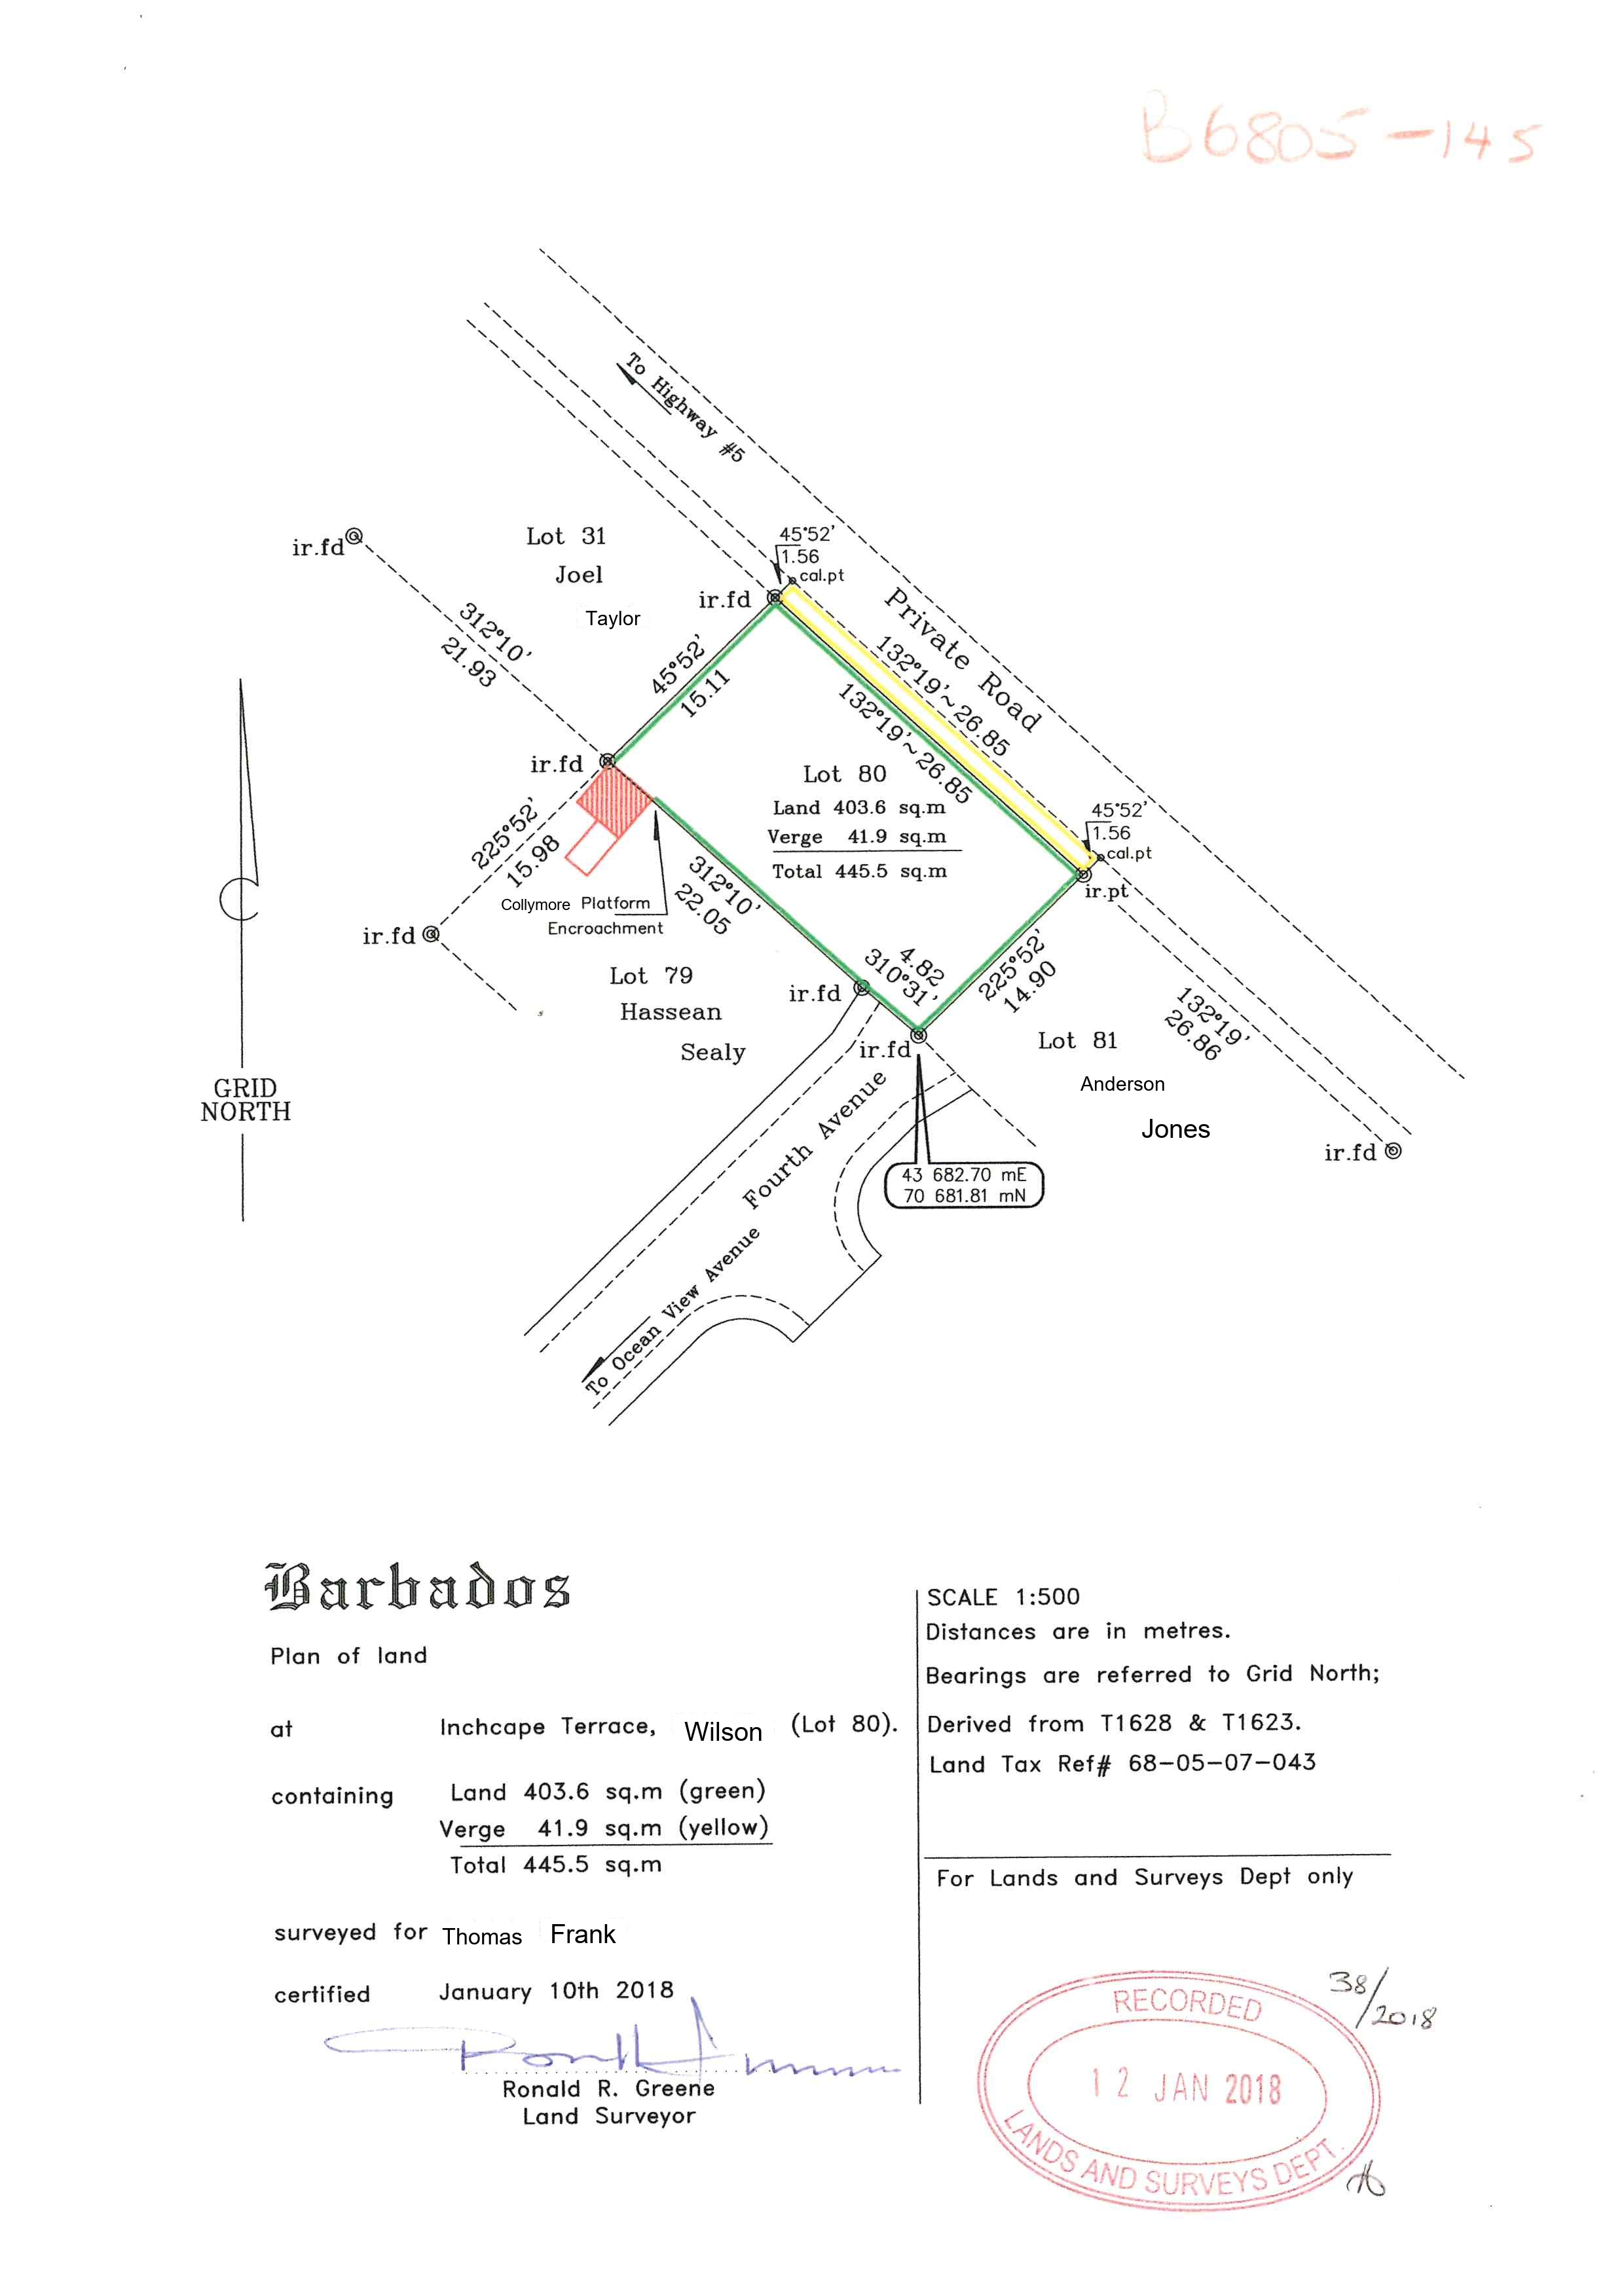 B6805-145
To Highway #5
Lot 31
Joel
Taylor
45°52'
1.56
cal.pt
ir.fd
ir.fd
312°10'
21.93
45°52'
15.11
Private Road
132°19'~26.85
132°19'~26.85
ir.fd
Lot 80
Land 403.6 sq.m
Verge 41.9 sq.m
Total 445.5 sq.m
45°52'
1.56
cal.pt
ir.pt
225°52'
15.98
Collymore Platform
Encroachment
312°10'
22.05
ir.fd
4.82
310°31'
225°52'
14.90
Lot 79
Hassean
Sealy
ir.fd
ir.fd
132°19'
26.86
Lot 81
Anderson
Jones
ir.fd
GRID
NORTH
Fourth Avenue
43 682.70 mE
70 681.81 mN
To Ocean View Avenue
Barbados
Plan of land
at Inchcape Terrace, Wilson (Lot 80).
containing Land 403.6 sq.m (green)
Verge 41.9 sq.m (yellow)
Total 445.5 sq.m
surveyed for Thomas Frank
certified January 10th 2018
Ronald R. Greene
Land Surveyor
SCALE 1:500
Distances are in metres.
Bearings are referred to Grid North;
Derived from T1628 & T1623.
Land Tax Ref# 68-05-07-043
For Lands and Surveys Dept only
38/2018
RECORDED
12 JAN 2018
LANDS AND SURVEYS DEPT.